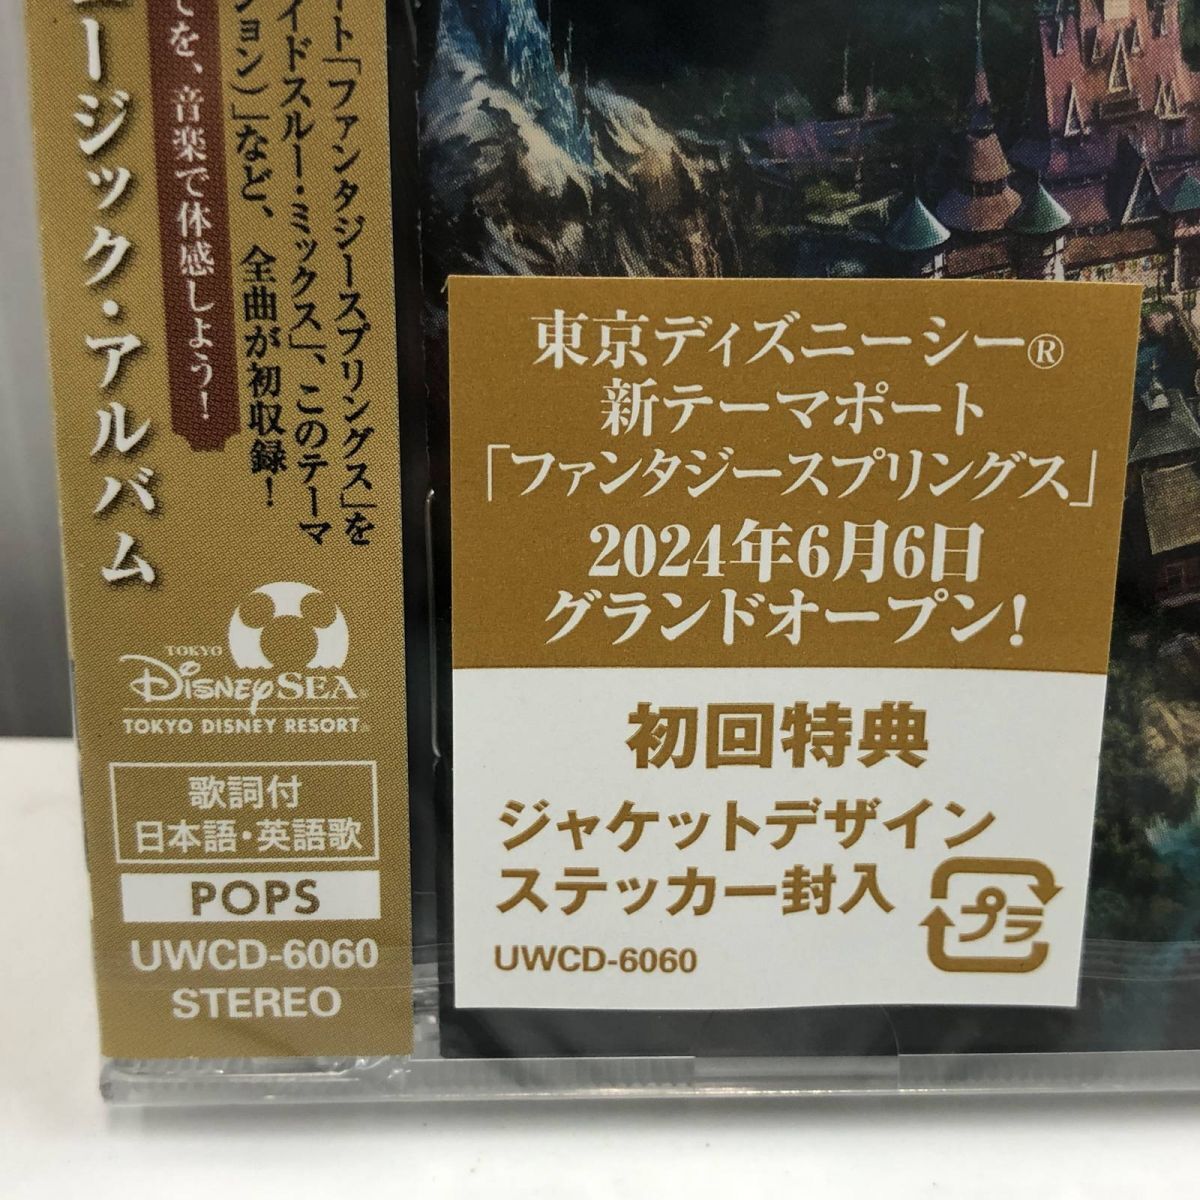 ュージック・アルバム
てを、音楽で体感しよう!
ート「ファンタジースプリングス」を
イドスルー・ミックス」、このテーマ
ション)」など、全曲が初収録!
TOKYO
DISNEY SEA®
TOKYO DISNEY RESORT®
歌詞付
日本語・英語歌
POPS
UWCD-6060
STEREO
東京ディズニーシー®
新テーマポート
「ファンタジースプリングス」
2024年6月6日
グランドオープン!
初回特典
ジャケットデザイン
ステッカー封入
UWCD-6060
プラ